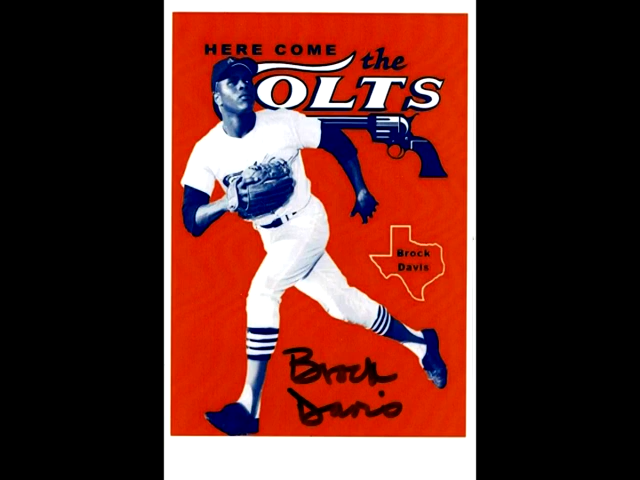 HERE COME the
OLTS
Brock
Davis
Brock
Davis